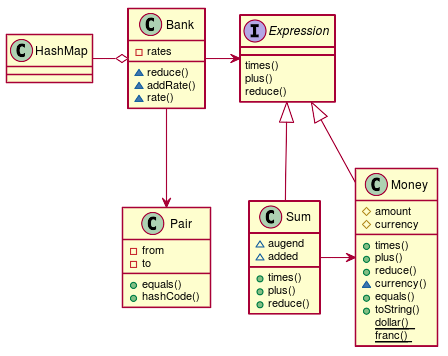 C HashMap
C Bank
rates
reduce()
addRate()
rate()
I Expression
times()
plus()
reduce()
C Pair
from
to
equals()
hashCode()
C Sum
augend
added
times()
plus()
reduce()
C Money
amount
currency
times()
plus()
reduce()
currency()
equals()
toString()
dollar()
franc()